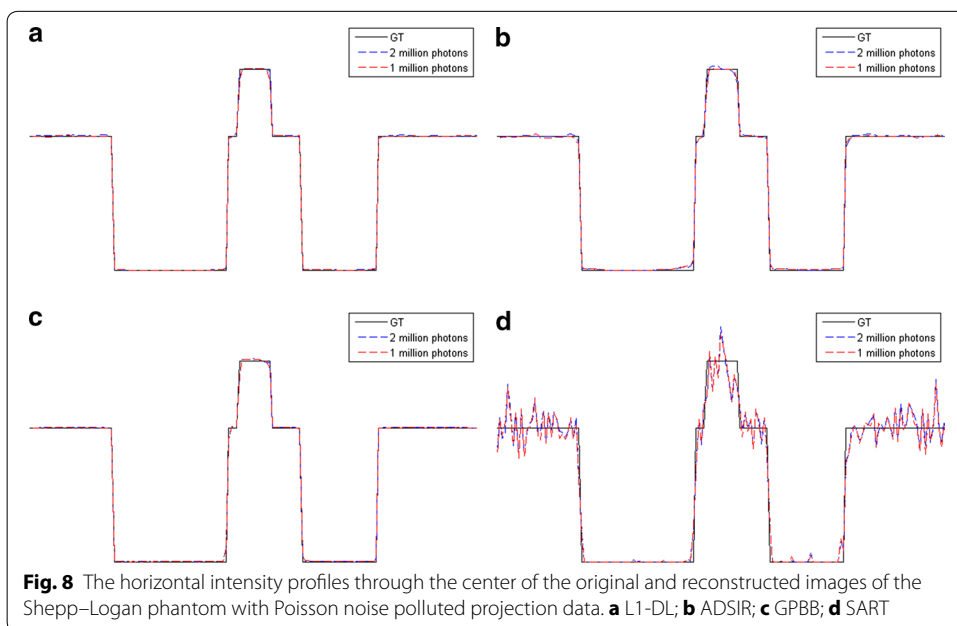 a
GT
2 million photons
1 million photons
b
GT
2 million photons
1 million photons
c
GT
2 million photons
1 million photons
d
GT
2 million photons
1 million photons
Fig. 8 The horizontal intensity profiles through the center of the original and reconstructed images of the
Shepp–Logan phantom with Poisson noise polluted projection data. a L1-DL; b ADSIR; c GPBB; d SART